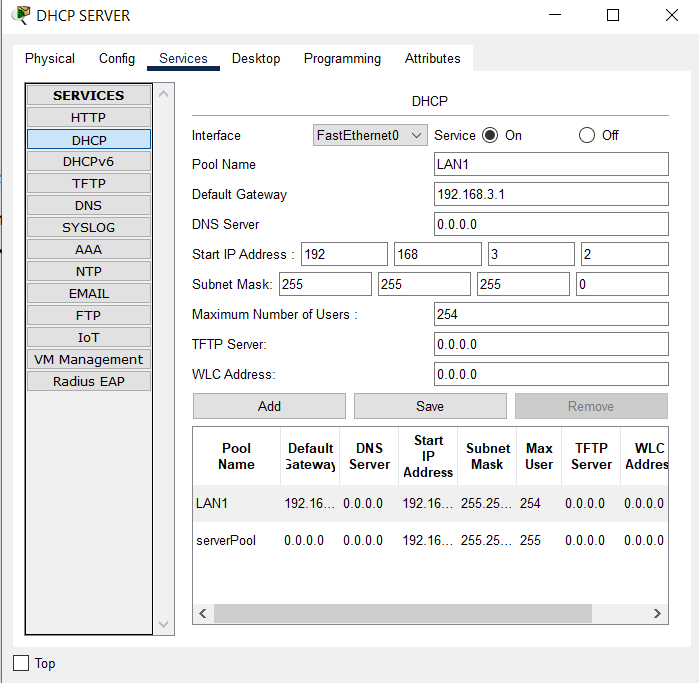 DHCP SERVER
Physical Config Services Desktop Programming Attributes
SERVICES
HTTP
DHCP
DHCPv6
TFTP
DNS
SYSLOG
AAA
NTP
EMAIL
FTP
IoT
VM Management
Radius EAP
DHCP
Interface FastEthernet0 Service On Off
Pool Name LAN1
Default Gateway 192.168.3.1
DNS Server 0.0.0.0
Start IP Address : 192 168 3 2
Subnet Mask: 255 255 255 0
Maximum Number of Users : 254
TFTP Server: 0.0.0.0
WLC Address: 0.0.0.0
Add Save Remove
Pool Name Default Gateway DNS Server Start IP Address Subnet Mask Max User TFTP Server WLC Addres
LAN1 192.16... 0.0.0.0 192.16... 255.25... 254 0.0.0.0 0.0.0.0
serverPool 0.0.0.0 0.0.0.0 192.16... 255.25... 255 0.0.0.0 0.0.0.0
Top